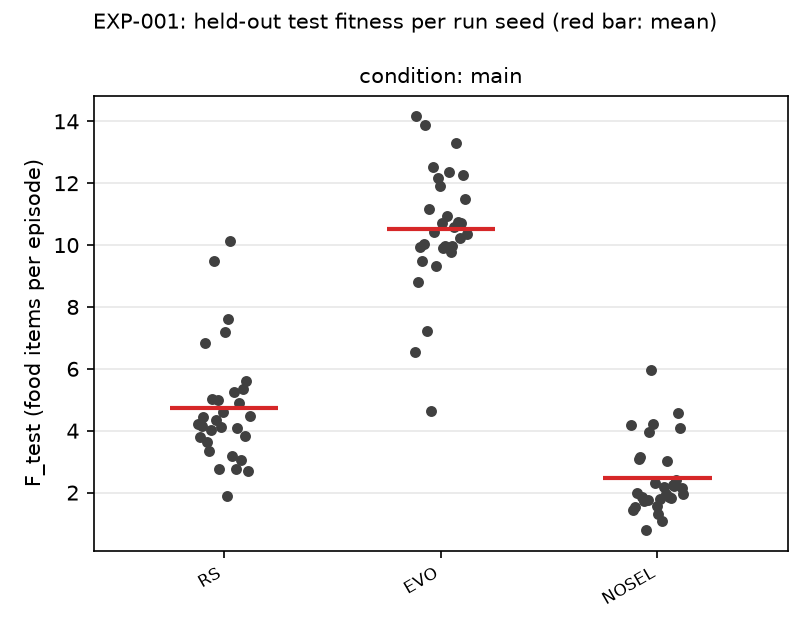 EXP-001: held-out test fitness per run seed (red bar: mean)
condition: main
F_test (food items per episode)
14
12
10
8
6
4
2
RS
EVO
NOSEL